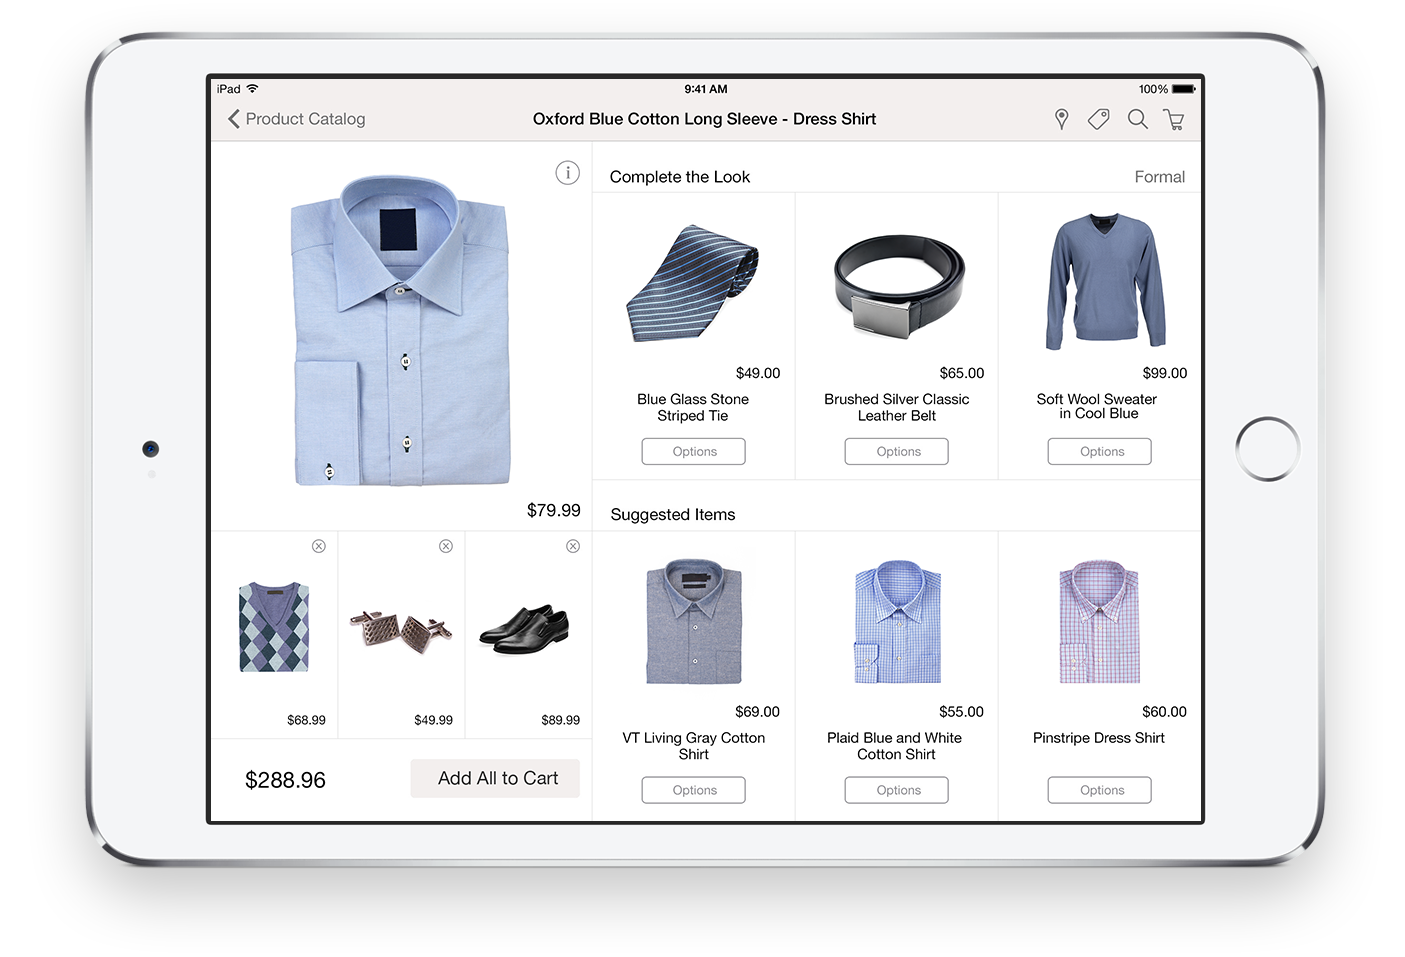 iPad
9:41 AM
100%
Product Catalog
Oxford Blue Cotton Long Sleeve - Dress Shirt
i
$79.99
$68.99
$49.99
$89.99
$288.96
Add All to Cart
Complete the Look
Formal
$49.00
Blue Glass Stone
Striped Tie
Options
$65.00
Brushed Silver Classic
Leather Belt
Options
$99.00
Soft Wool Sweater
in Cool Blue
Options
Suggested Items
$69.00
VT Living Gray Cotton
Shirt
Options
$55.00
Plaid Blue and White
Cotton Shirt
Options
$60.00
Pinstripe Dress Shirt
Options